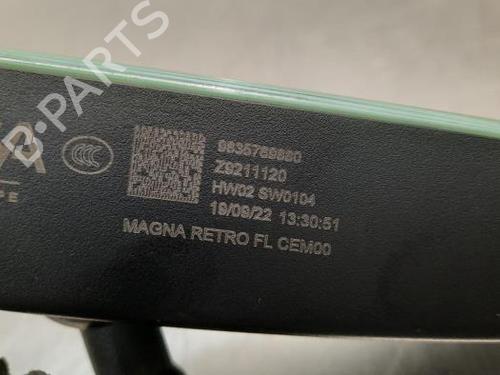 9835769880
Z9211120
HW02 SW0104
19/09/22 13:30:51
MAGNA RETRO FL CEM00
B-PARTS